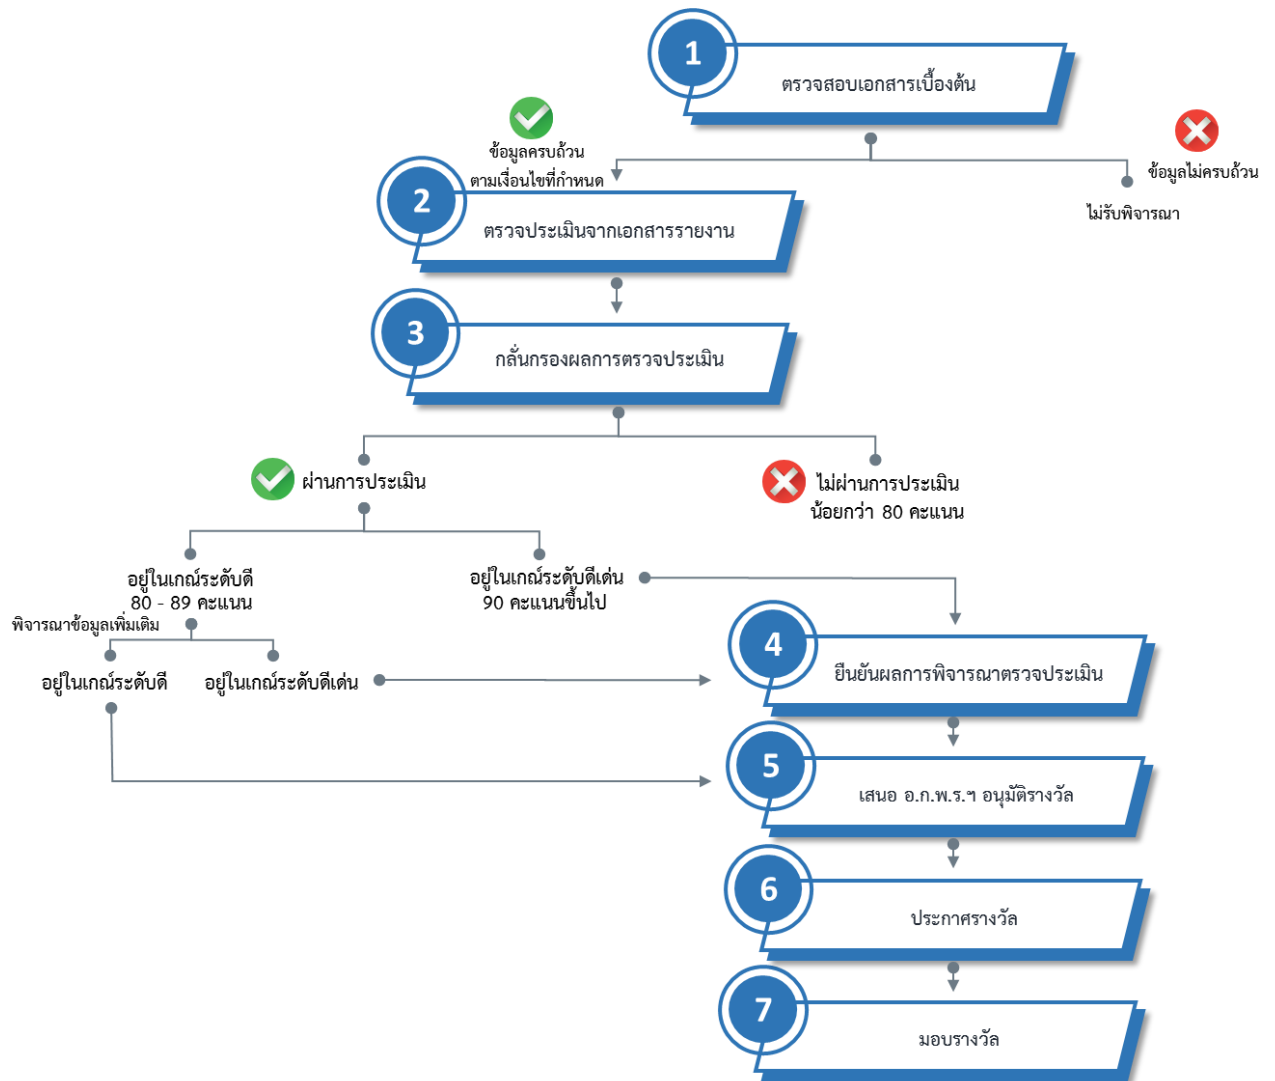 1
ตรวจสอบเอกสารเบื้องต้น
ข้อมูลครบถ้วน
ตามเงื่อนไขที่กำหนด
ข้อมูลไม่ครบถ้วน
ไม่รับพิจารณา
2
ตรวจประเมินจากเอกสารรายงาน
3
กลั่นกรองผลการตรวจประเมิน
ผ่านการประเมิน
ไม่ผ่านการประเมิน
น้อยกว่า 80 คะแนน
อยู่ในเกณ์ระดับดี
80 - 89 คะแนน
อยู่ในเกณ์ระดับดีเด่น
90 คะแนนขึ้นไป
พิจารณาข้อมูลเพิ่มเติม
อยู่ในเกณ์ระดับดี
อยู่ในเกณ์ระดับดีเด่น
4
ยืนยันผลการพิจารณาตรวจประเมิน
5
เสนอ อ.ก.พ.ร.ฯ อนุมัติรางวัล
6
ประกาศรางวัล
7
มอบรางวัล